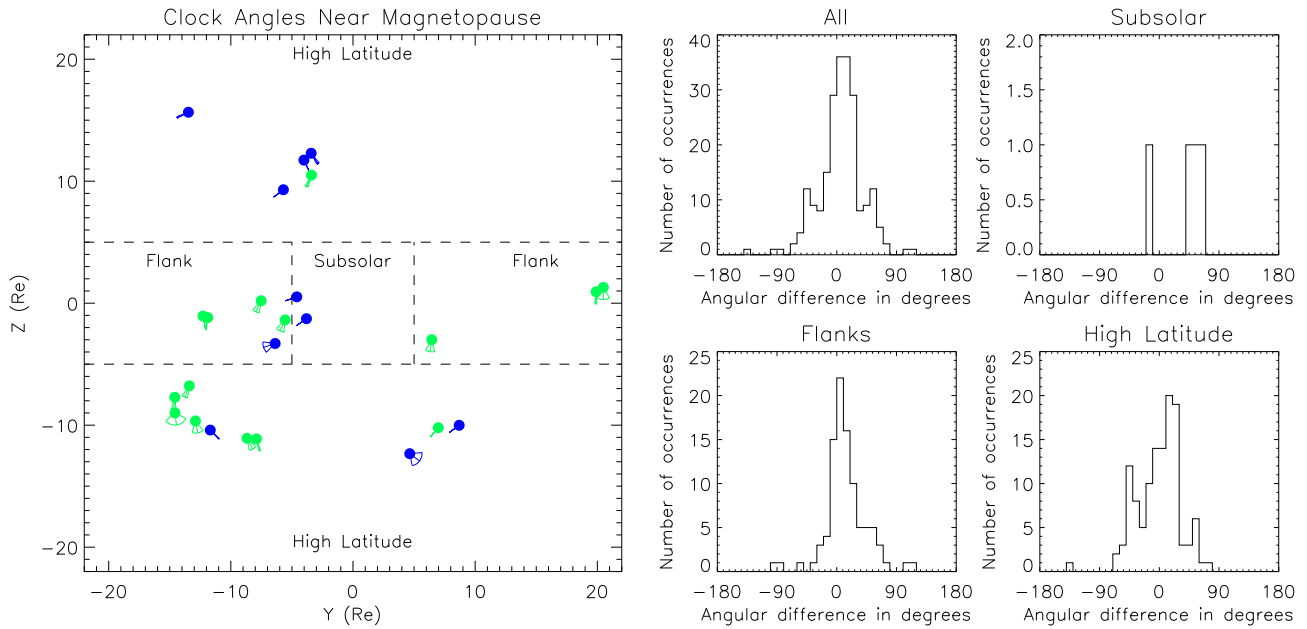 Clock Angles Near Magnetopause
High Latitude
Flank
Subsolar
Flank
High Latitude
20
10
0
−10
−20
Z (Re)
−20 −10 0 10 20
Y (Re)
All
40
30
20
10
0
Number of occurrences
−180 −90 0 90 180
Angular difference in degrees
Subsolar
2.0
1.5
1.0
0.5
0.0
Number of occurrences
−180 −90 0 90 180
Angular difference in degrees
Flanks
25
20
15
10
5
0
Number of occurrences
−180 −90 0 90 180
Angular difference in degrees
High Latitude
25
20
15
10
5
0
Number of occurrences
−180 −90 0 90 180
Angular difference in degrees